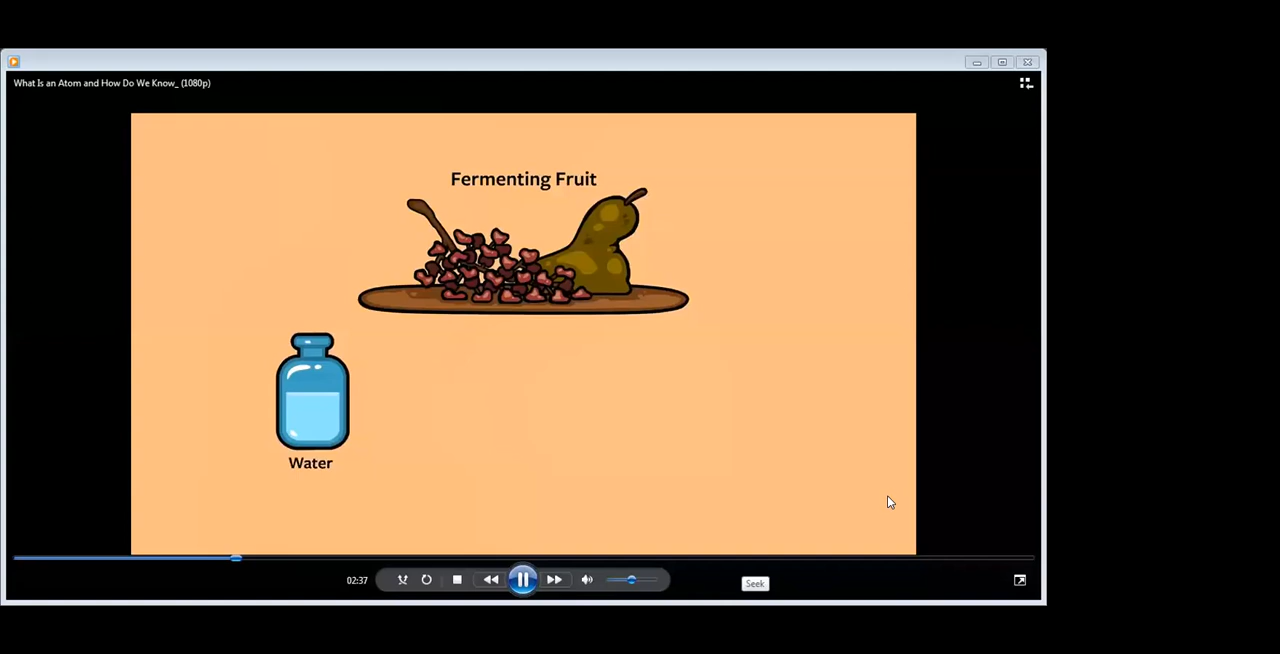 What Is an Atom and How Do We Know_ (1080p)
Fermenting Fruit
Water
02:37
Seek